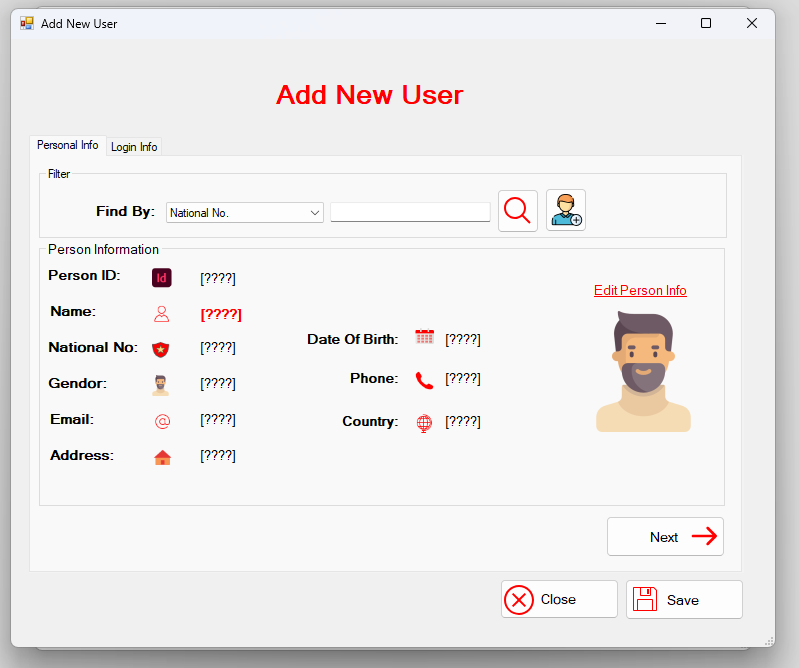 Add New User
Add New User
Personal Info Login Info
Filter
Find By: National No.
Person Information
Person ID: Id [????]
Name: [????]
National No: [????]
Gendor: [????]
Email: @ [????]
Address: [????]
Date Of Birth: [????]
Phone: [????]
Country: [????]
Edit Person Info
Next
Close Save